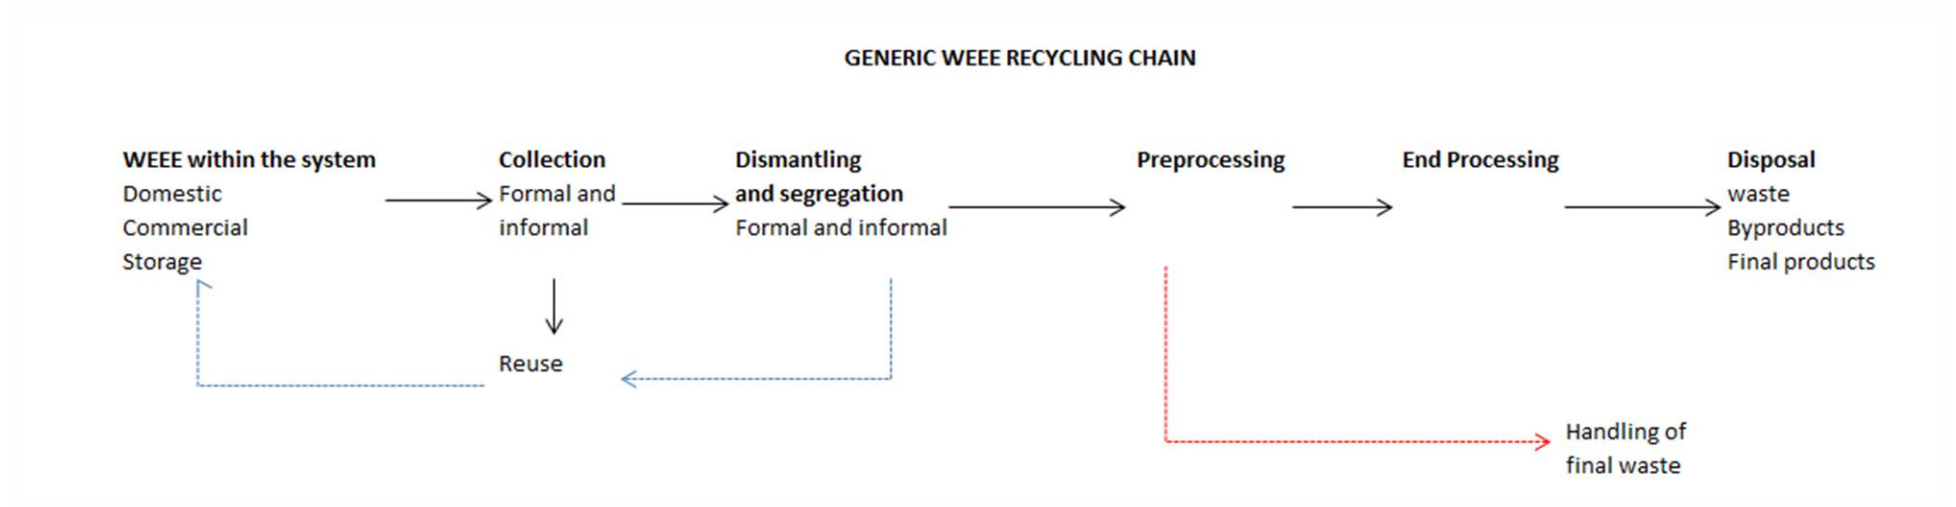 GENERIC WEEE RECYCLING CHAIN
WEEE within the system
Domestic
Commercial
Storage
Collection
Formal and
informal
Reuse
Dismantling
and segregation
Formal and informal
Preprocessing
End Processing
Disposal
waste
Byproducts
Final products
Handling of
final waste